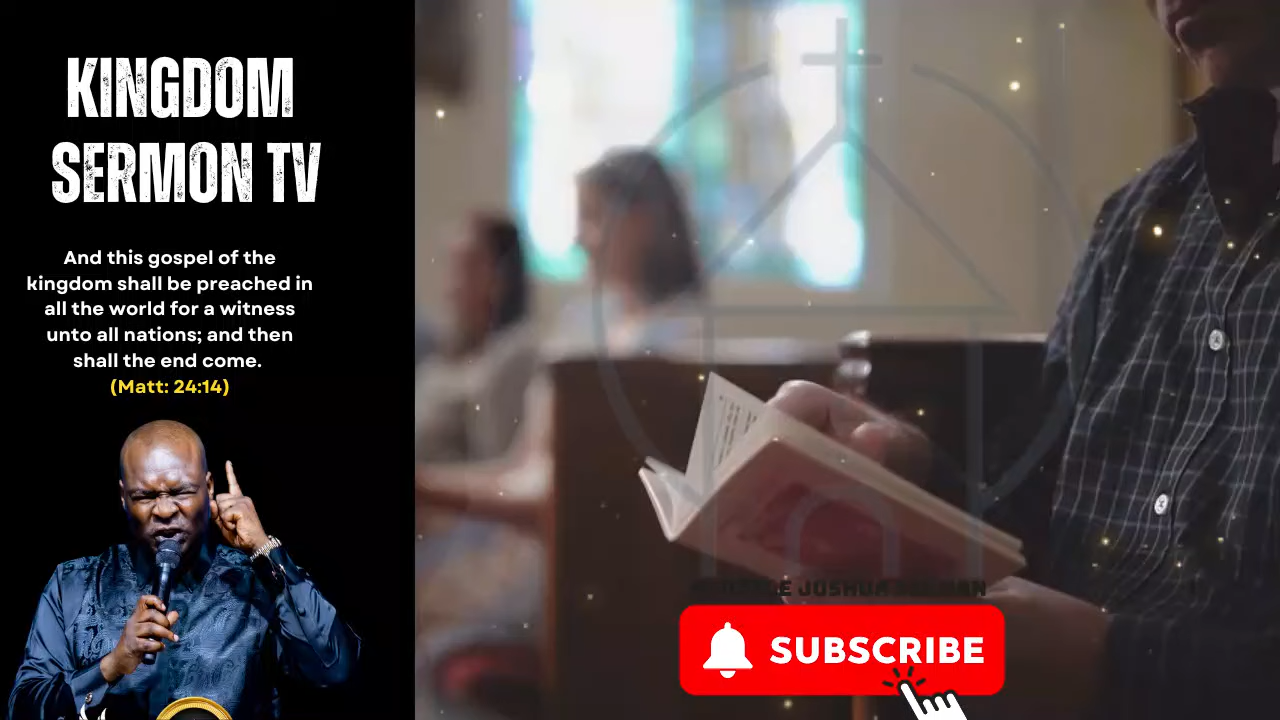 KINGDOM
SERMON TV
And this gospel of the
kingdom shall be preached in
all the world for a witness
unto all nations; and then
shall the end come.
(Matt: 24:14)
JOSHUA
SUBSCRIBE